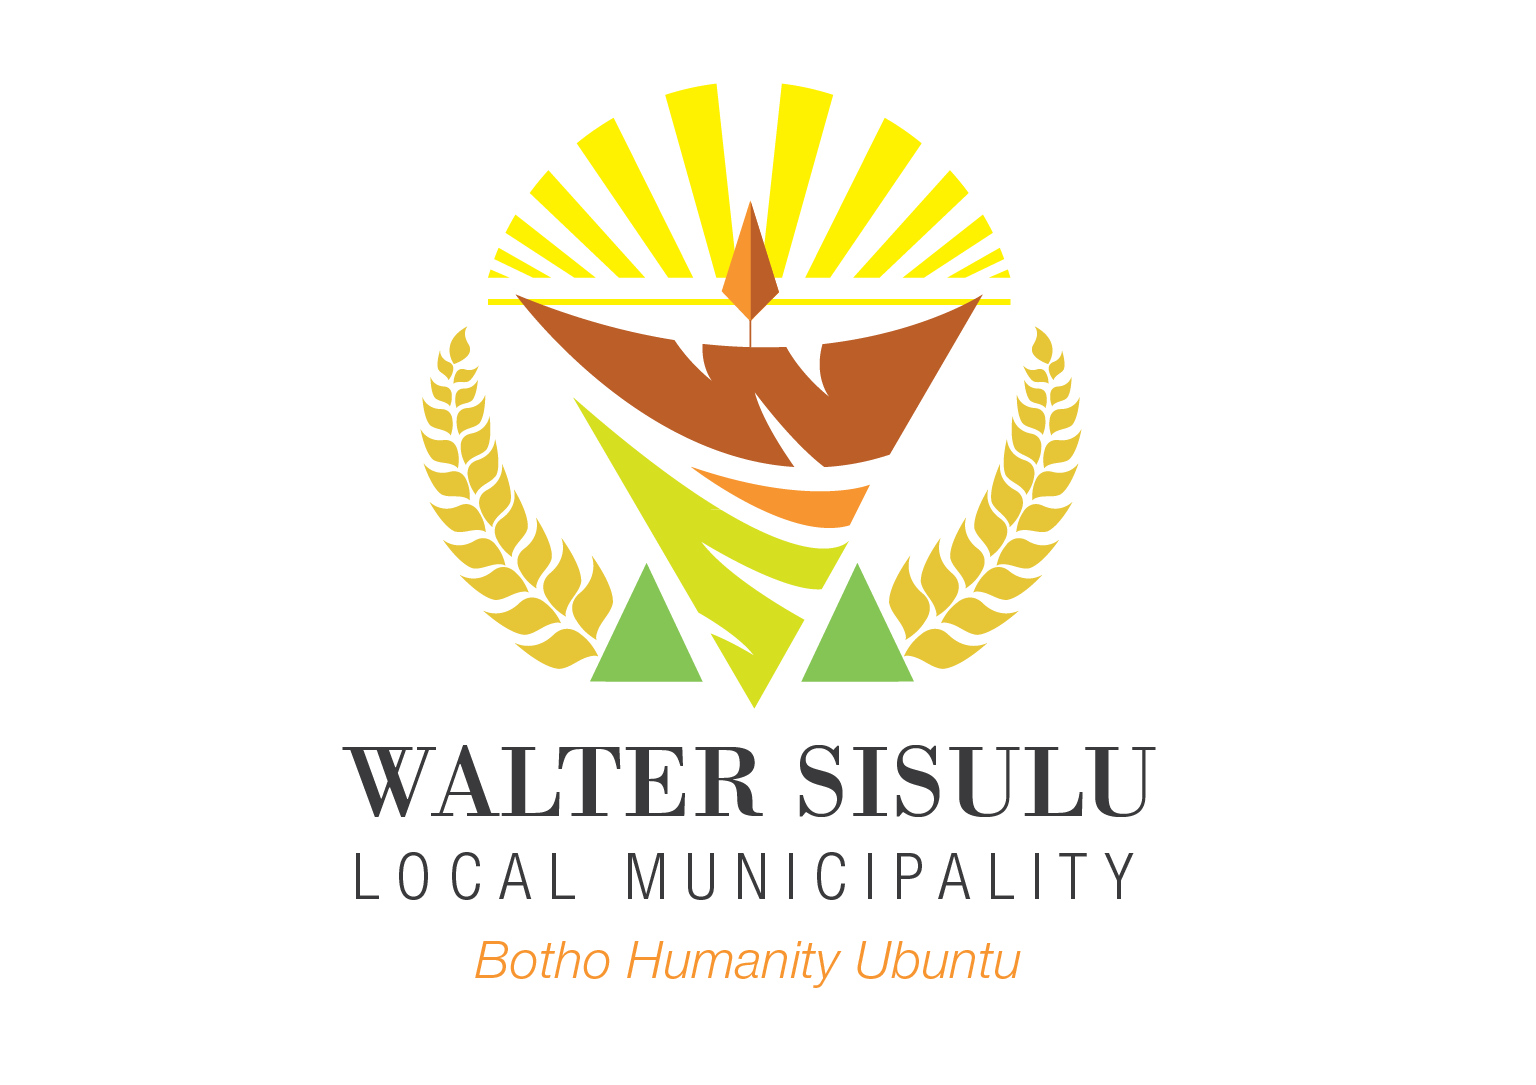 WALTER SISULU
LOCAL MUNICIPALITY
Botho Humanity Ubuntu